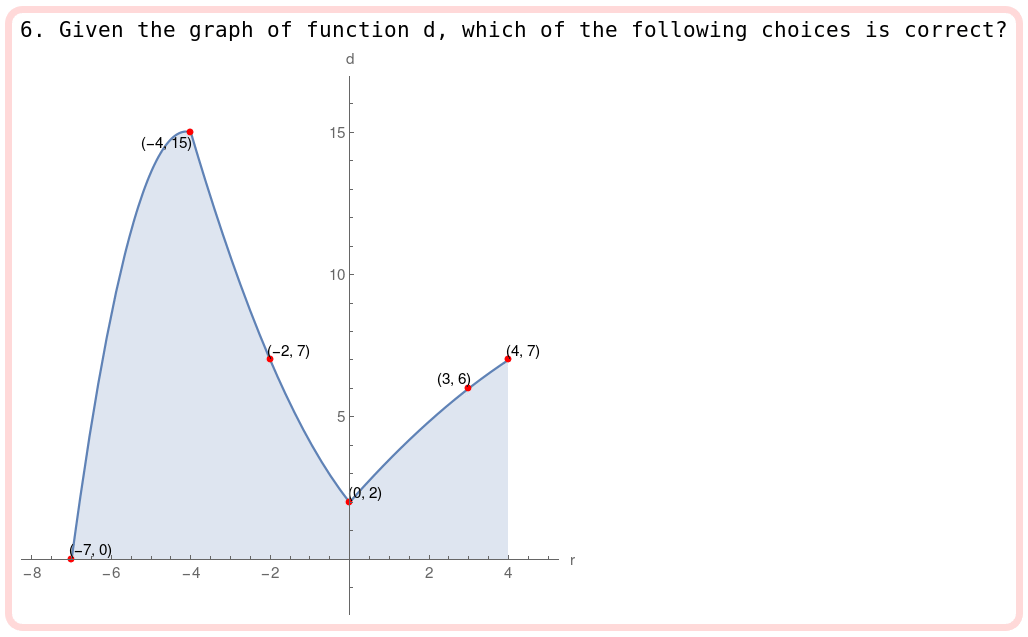 6. Given the graph of function d, which of the following choices is correct?
d
15
(−4, 15)
10
(−2, 7)
(4, 7)
(3, 6)
5
(0, 2)
(−7, 0)
r
−8 −6 −4 −2 2 4